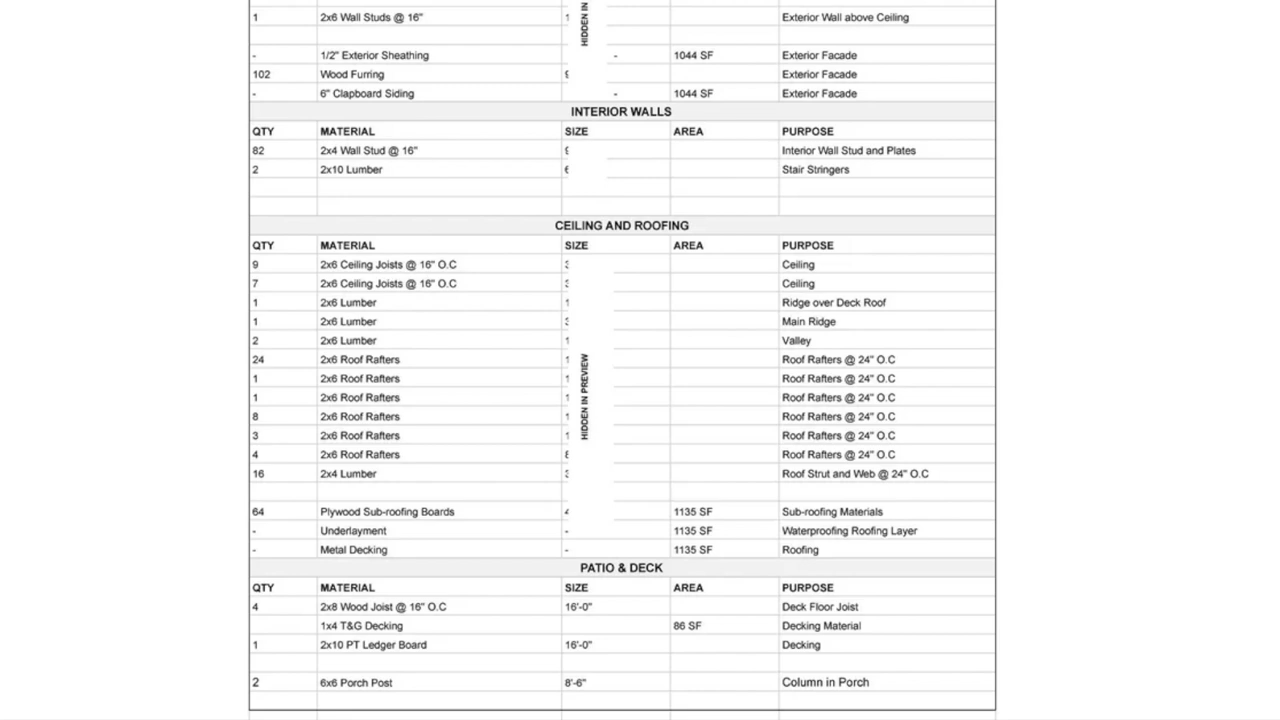 1 2x6 Wall Studs @ 16" 1 Exterior Wall above Ceiling
HIDDEN IN
- 1/2" Exterior Sheathing - 1044 SF Exterior Facade
102 Wood Furring Exterior Facade
- 6" Clapboard Siding - 1044 SF Exterior Facade
INTERIOR WALLS
QTY MATERIAL SIZE AREA PURPOSE
82 2x4 Wall Stud @ 16" Interior Wall Stud and Plates
2 2x10 Lumber Stair Stringers
CEILING AND ROOFING
QTY MATERIAL SIZE AREA PURPOSE
9 2x6 Ceiling Joists @ 16" O.C Ceiling
7 2x6 Ceiling Joists @ 16" O.C Ceiling
1 2x6 Lumber Ridge over Deck Roof
1 2x6 Lumber Main Ridge
2 2x6 Lumber Valley
24 2x6 Roof Rafters Roof Rafters @ 24" O.C
1 2x6 Roof Rafters Roof Rafters @ 24" O.C
1 2x6 Roof Rafters Roof Rafters @ 24" O.C
8 2x6 Roof Rafters Roof Rafters @ 24" O.C
3 2x6 Roof Rafters Roof Rafters @ 24" O.C
4 2x6 Roof Rafters Roof Rafters @ 24" O.C
16 2x4 Lumber Roof Strut and Web @ 24" O.C
HIDDEN IN PREVIEW
64 Plywood Sub-roofing Boards 1135 SF Sub-roofing Materials
- Underlayment - 1135 SF Waterproofing Roofing Layer
- Metal Decking - 1135 SF Roofing
PATIO & DECK
QTY MATERIAL SIZE AREA PURPOSE
4 2x8 Wood Joist @ 16" O.C 16'-0" Deck Floor Joist
1x4 T&G Decking 86 SF Decking Material
1 2x10 PT Ledger Board 16'-0" Decking
2 6x6 Porch Post 8'-6" Column in Porch